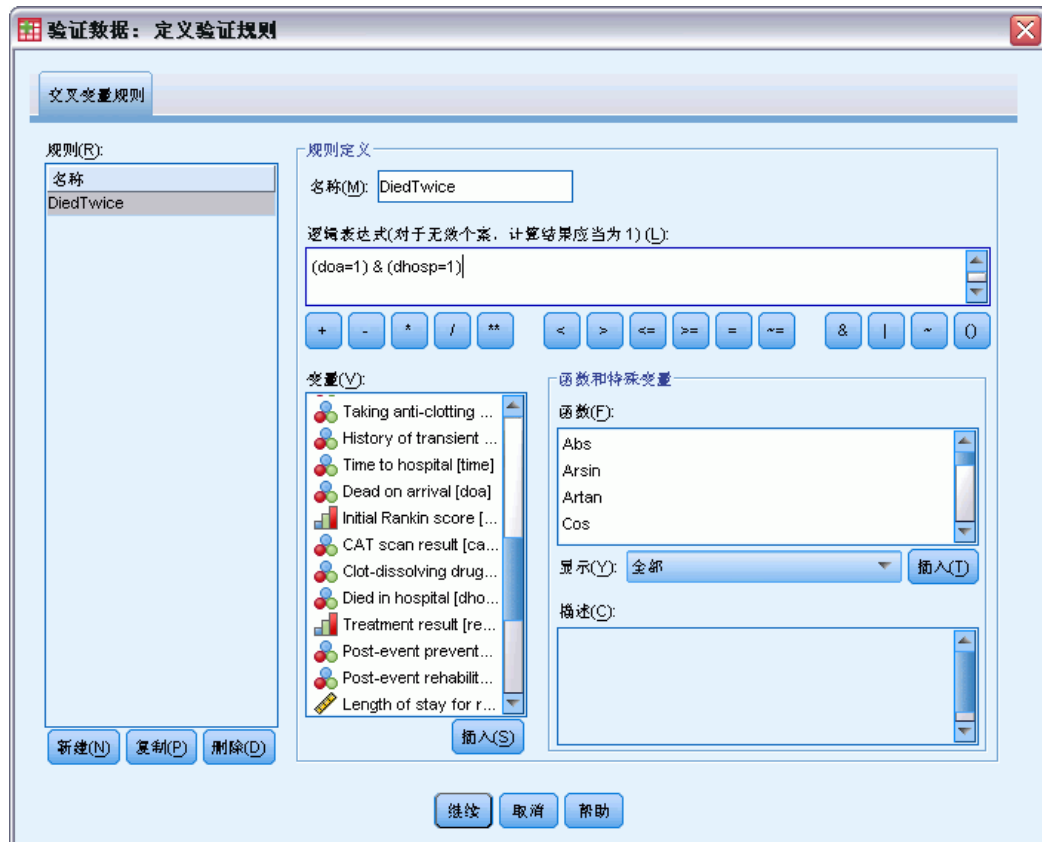 验证数据: 定义验证规则
交叉变量规则
规则(R):
名称
DiedTwice
新建(N)
复制(P)
删除(D)
规则定义
名称(M): DiedTwice
逻辑表达式(对于无效个案, 计算结果应当为 1) (L):
(doa=1) & (dhosp=1)
+ - * / ** < > <= >= = ~= & | ~ ()
变量(V):
Taking anti-clotting ...
History of transient ...
Time to hospital [time]
Dead on arrival [doa]
Initial Rankin score [...
CAT scan result [ca...
Clot-dissolving drug...
Died in hospital [dho...
Treatment result [re...
Post-event prevent...
Post-event rehabilit...
Length of stay for r...
插入(S)
函数和特殊变量
函数(F):
Abs
Arsin
Artan
Cos
显示(Y): 全部 插入(T)
描述(C):
继续 取消 帮助